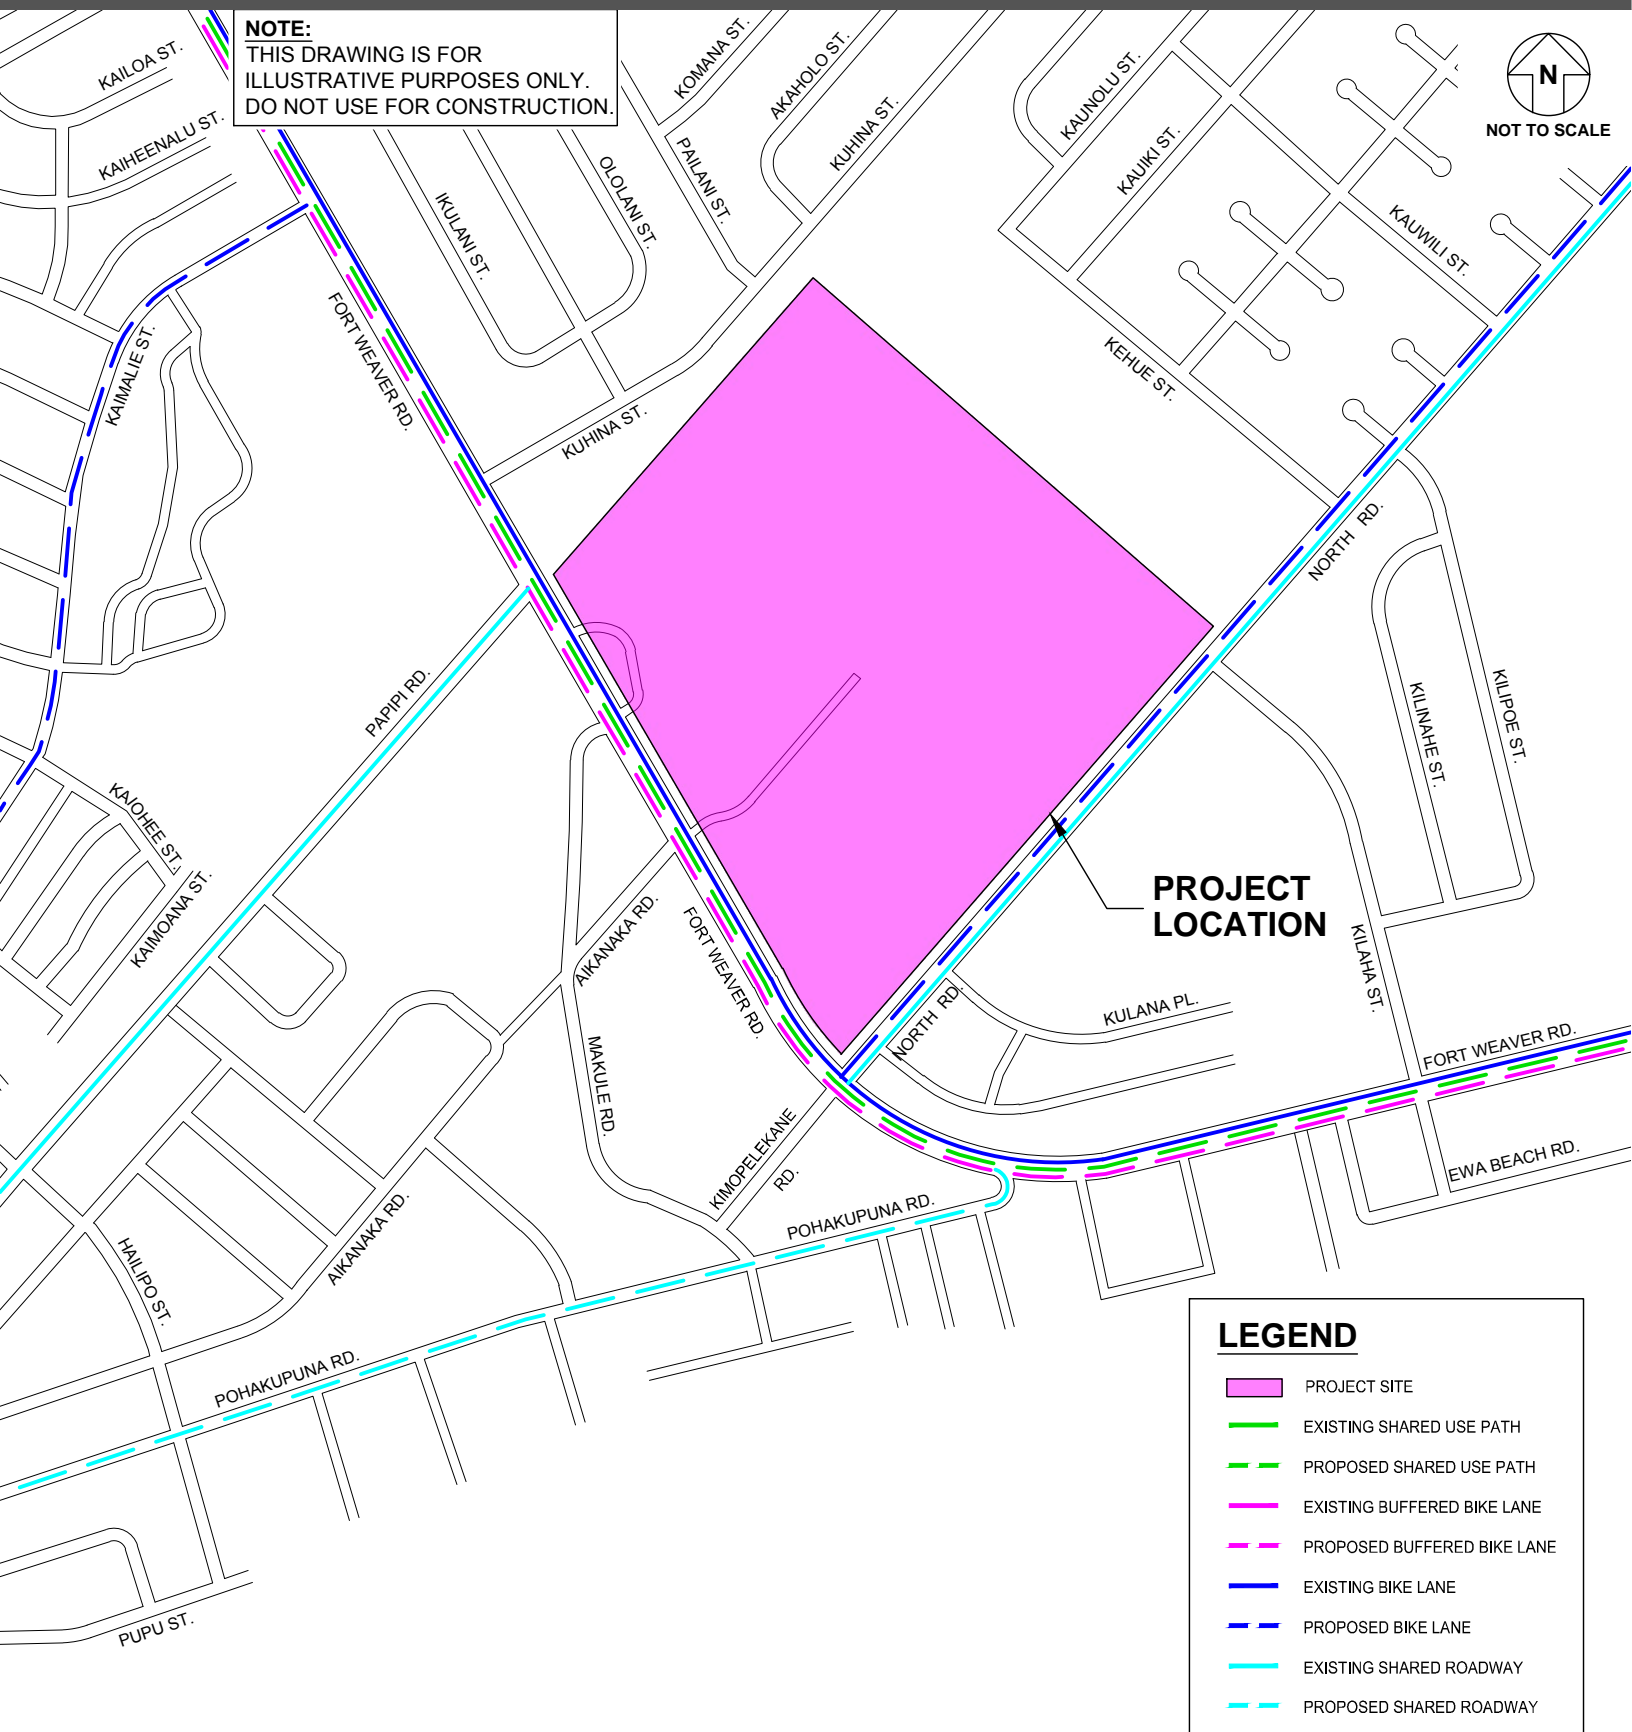 NOTE:
THIS DRAWING IS FOR
ILLUSTRATIVE PURPOSES ONLY.
DO NOT USE FOR CONSTRUCTION.
N
NOT TO SCALE
KAILOA ST.
KAIHEENALU ST.
KOMANA ST.
AKAHOLO ST.
KUHINA ST.
PAILANI ST.
OLOLANI ST.
IKULANI ST.
KAUNOLU ST.
KAUIKI ST.
KAUWILI ST.
KEHUE ST.
KAIMALIE ST.
FORT WEAVER RD.
KUHINA ST.
NORTH RD.
PAPIPI RD.
KILINAHE ST.
KILIPOE ST.
KAIOHEE ST.
KAIMOANA ST.
AIKANAKA RD.
FORT WEAVER RD.
PROJECT
LOCATION
KILAHA ST.
NORTH RD.
KULANA PL.
MAKULE RD.
FORT WEAVER RD.
KIMOPELEKANE
RD.
EWA BEACH RD.
POHAKUPUNA RD.
AIKANAKA RD.
HAILIPO ST.
POHAKUPUNA RD.
PUPU ST.
LEGEND
PROJECT SITE
EXISTING SHARED USE PATH
PROPOSED SHARED USE PATH
EXISTING BUFFERED BIKE LANE
PROPOSED BUFFERED BIKE LANE
EXISTING BIKE LANE
PROPOSED BIKE LANE
EXISTING SHARED ROADWAY
PROPOSED SHARED ROADWAY